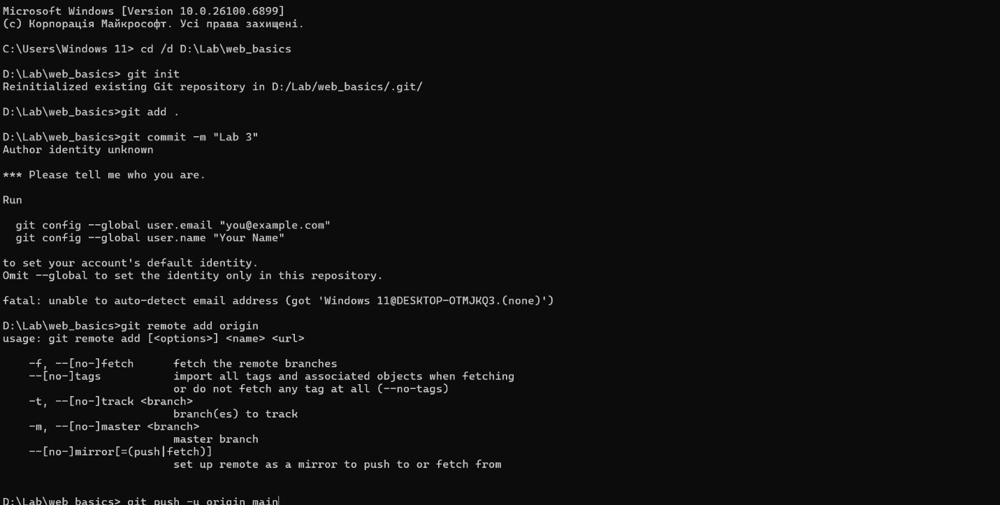 Microsoft Windows [Version 10.0.26100.6899]
(c) Корпорація Майкрософт. Усі права захищені.
C:\Users\Windows 11> cd /d D:\Lab\web_basics
D:\Lab\web_basics> git init
Reinitialized existing Git repository in D:/Lab/web_basics/.git/
D:\Lab\web_basics>git add .
D:\Lab\web_basics>git commit -m "Lab 3"
Author identity unknown
*** Please tell me who you are.
Run
  git config --global user.email "you@example.com"
  git config --global user.name "Your Name"
to set your account's default identity.
Omit --global to set the identity only in this repository.
fatal: unable to auto-detect email address (got 'Windows 11@DESKTOP-OTMJKQ3.(none)')
D:\Lab\web_basics>git remote add origin
usage: git remote add [<options>] <name> <url>
    -f, --[no-]fetch      fetch the remote branches
    --[no-]tags           import all tags and associated objects when fetching
                          or do not fetch any tag at all (--no-tags)
    -t, --[no-]track <branch>
                          branch(es) to track
    -m, --[no-]master <branch>
                          master branch
    --[no-]mirror[=(push|fetch)]
                          set up remote as a mirror to push to or fetch from
D:\Lab\web_basics> git push -u origin main